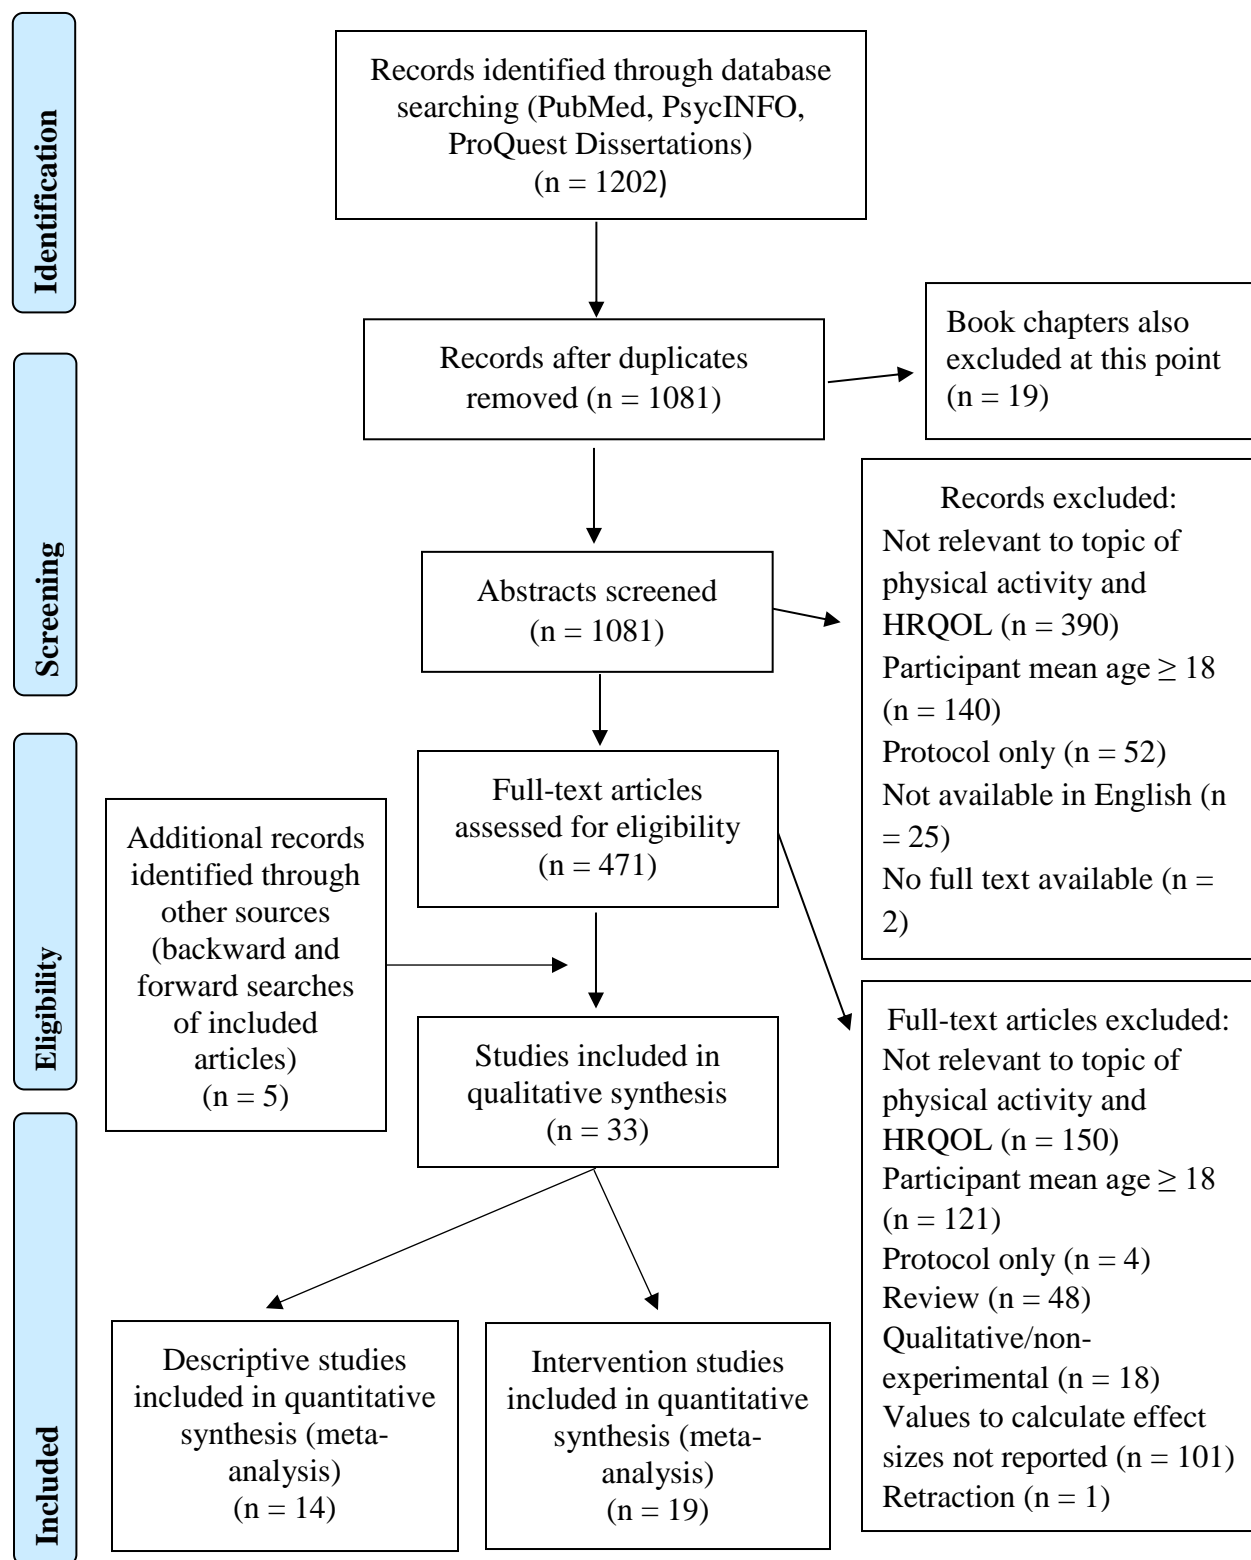 Identification
Records identified through database
searching (PubMed, PsycINFO,
ProQuest Dissertations)
(n = 1202)
Records after duplicates
removed (n = 1081)
Book chapters also
excluded at this point
(n = 19)
Screening
Abstracts screened
(n = 1081)
Records excluded:
Not relevant to topic of
physical activity and
HRQOL (n = 390)
Participant mean age ≥ 18
(n = 140)
Protocol only (n = 52)
Not available in English (n
= 25)
No full text available (n =
2)
Eligibility
Full-text articles
assessed for eligibility
(n = 471)
Additional records
identified through
other sources
(backward and
forward searches
of included
articles)
(n = 5)
Full-text articles excluded:
Not relevant to topic of
physical activity and
HRQOL (n = 150)
Participant mean age ≥ 18
(n = 121)
Protocol only (n = 4)
Review (n = 48)
Qualitative/non-
experimental (n = 18)
Values to calculate effect
sizes not reported (n = 101)
Retraction (n = 1)
Studies included in
qualitative synthesis
(n = 33)
Included
Descriptive studies
included in quantitative
synthesis (meta-
analysis)
(n = 14)
Intervention studies
included in quantitative
synthesis (meta-
analysis)
(n = 19)